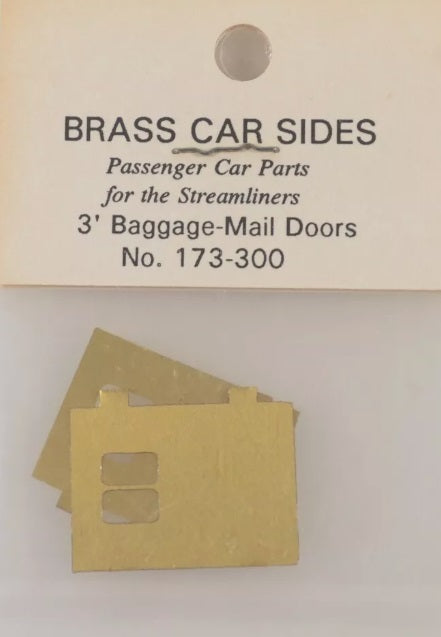 BRASS CAR SIDES
Passenger Car Parts
for the Streamliners
3' Baggage-Mail Doors
No. 173-300